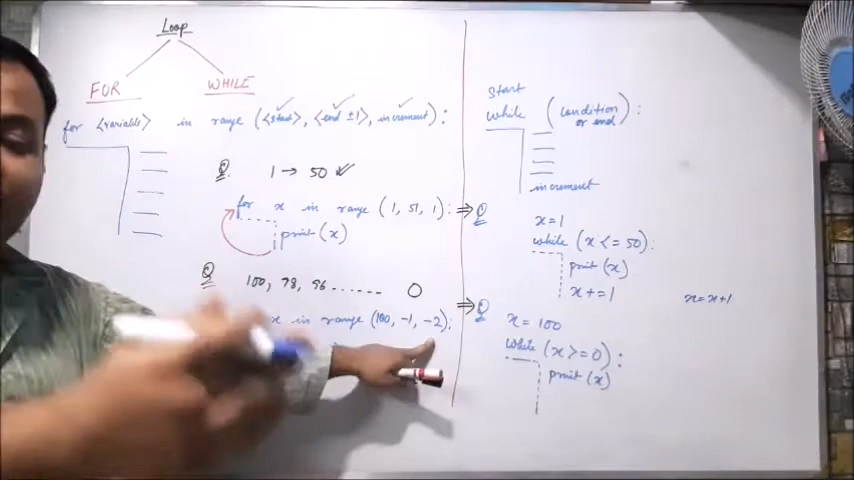 Loop
FOR WHILE
for <variable> in range (<start>, <end ±1>, increment):
Q. 1 → 50 ✓
for x in range (1, 51, 1):
print (x)
Q 100, 98, 96 ....... 0
x in range (100, -1, -2):
start
while (condition or end):
increment
⇒ Q x=1
while (x <= 50):
print (x)
x += 1
x=x+1
⇒ Q x = 100
while (x >= 0):
print (x)